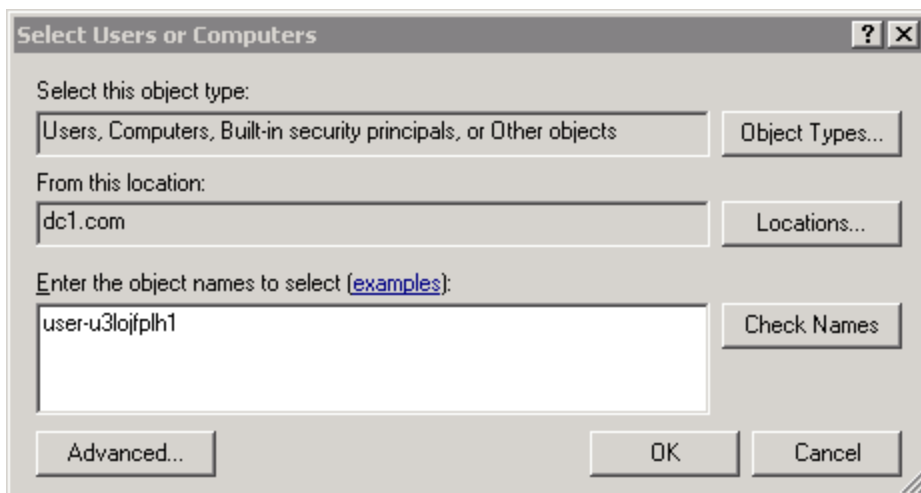 Select Users or Computers
Select this object type:
Users, Computers, Built-in security principals, or Other objects
Object Types...
From this location:
dc1.com
Locations...
Enter the object names to select (examples):
user-u3lojfplh1
Check Names
Advanced...
OK
Cancel